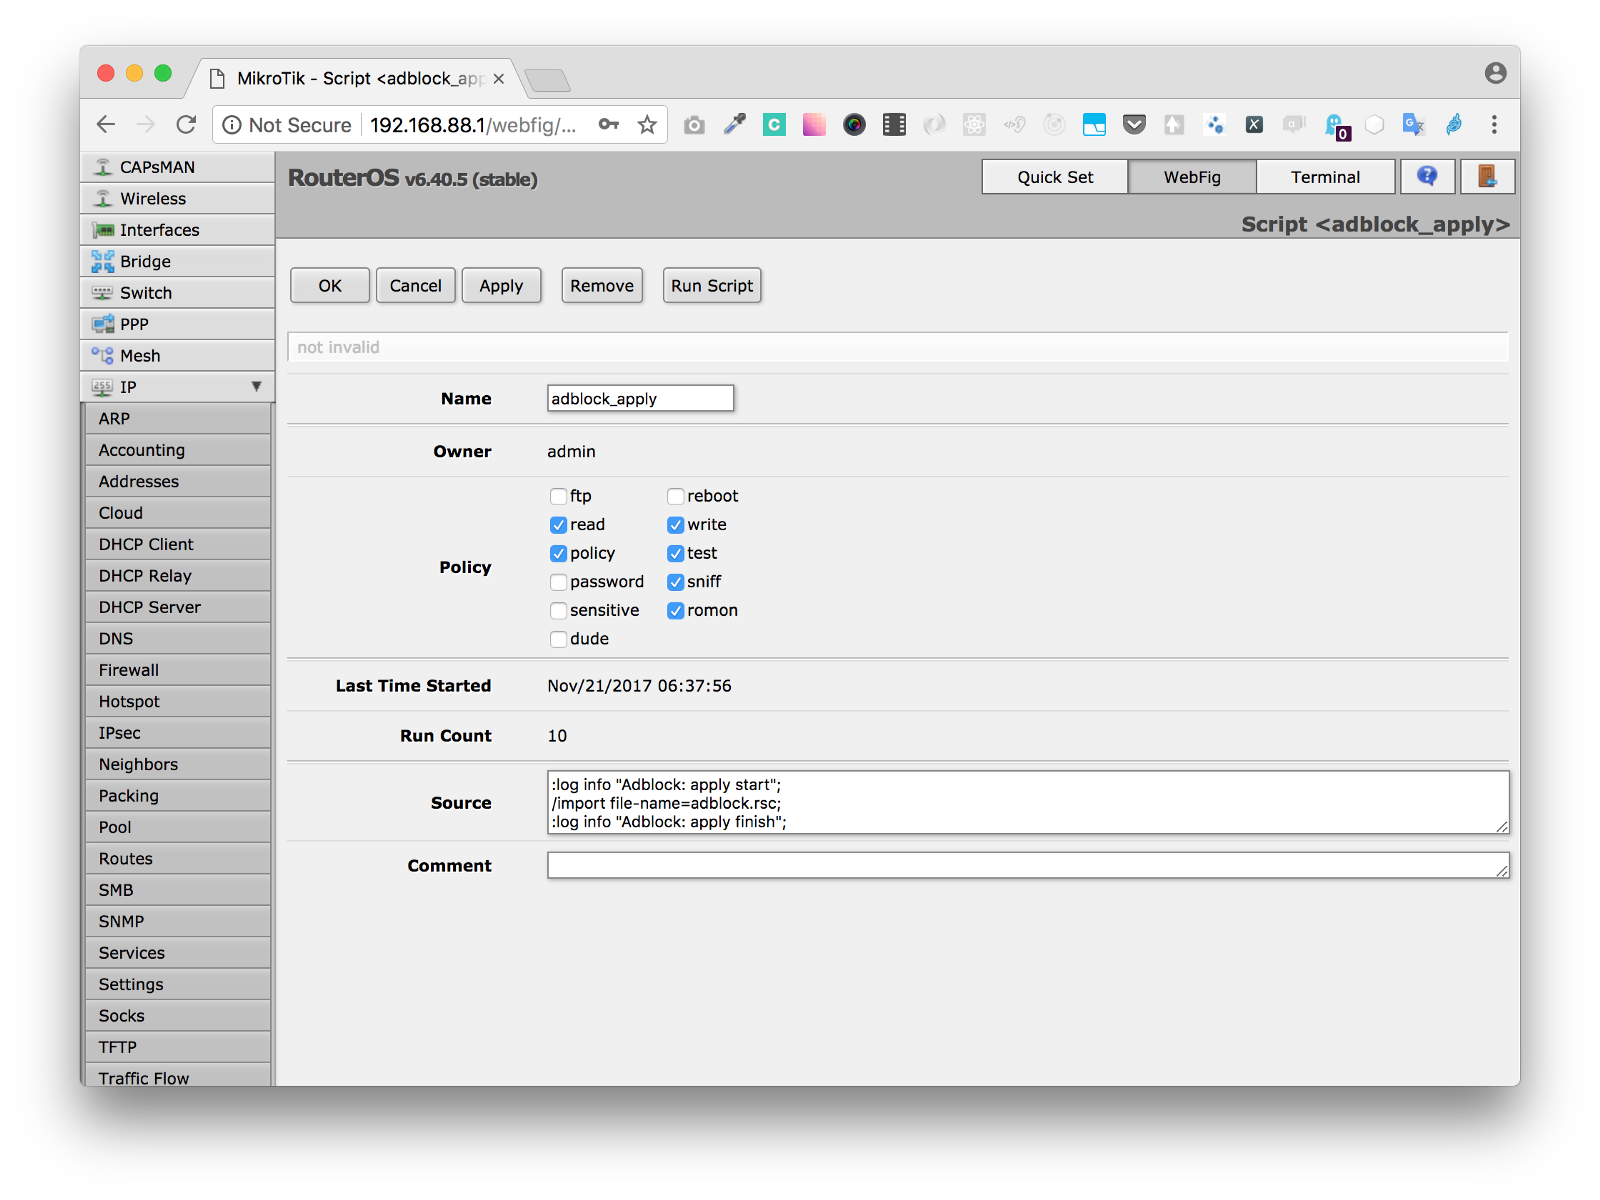 MikroTik - Script <adblock_app
Not Secure
192.168.88.1/webfig/...
0
CAPsMAN
Wireless
Interfaces
Bridge
Switch
PPP
Mesh
IP
ARP
Accounting
Addresses
Cloud
DHCP Client
DHCP Relay
DHCP Server
DNS
Firewall
Hotspot
IPsec
Neighbors
Packing
Pool
Routes
SMB
SNMP
Services
Settings
Socks
TFTP
Traffic Flow
RouterOS v6.40.5 (stable)
Quick Set
WebFig
Terminal
Script <adblock_apply>
OK
Cancel
Apply
Remove
Run Script
not invalid
Name
adblock_apply
Owner
admin
Policy
ftp
reboot
read
write
policy
test
password
sniff
sensitive
romon
dude
Last Time Started
Nov/21/2017 06:37:56
Run Count
10
Source
:log info "Adblock: apply start";
/import file-name=adblock.rsc;
:log info "Adblock: apply finish";
Comment